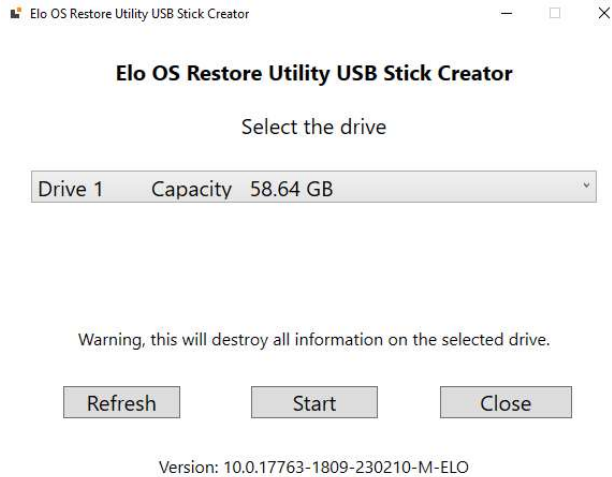 Elo OS Restore Utility USB Stick Creator
Elo OS Restore Utility USB Stick Creator
Select the drive
Drive 1 Capacity 58.64 GB
Warning, this will destroy all information on the selected drive.
Refresh Start Close
Version: 10.0.17763-1809-230210-M-ELO